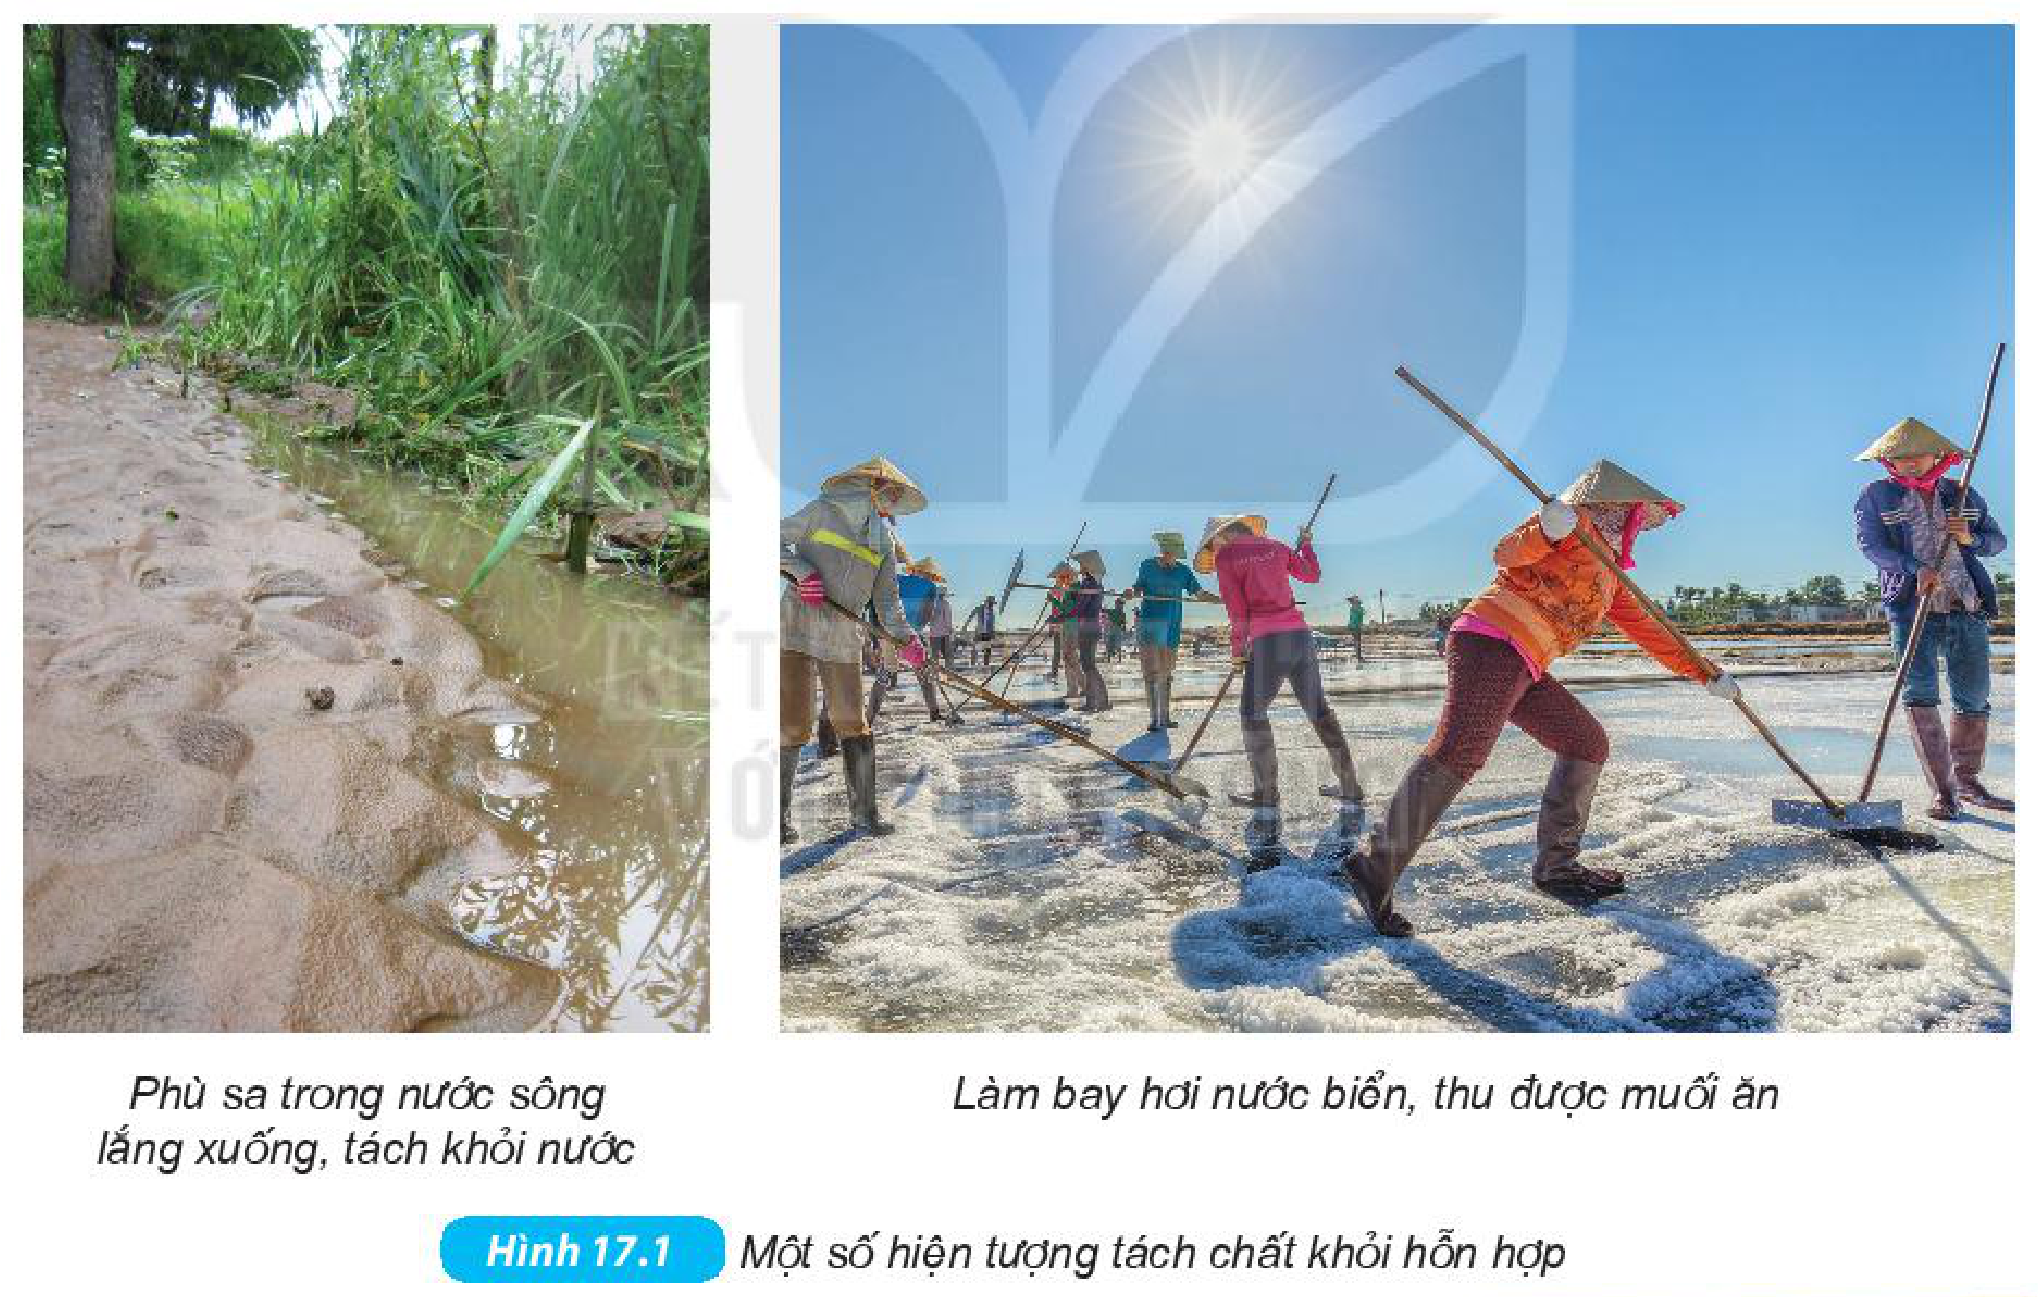 Phù sa trong nước sông
lắng xuống, tách khỏi nước
Làm bay hơi nước biển, thu được muối ăn
Hình 17.1 Một số hiện tượng tách chất khỏi hỗn hợp